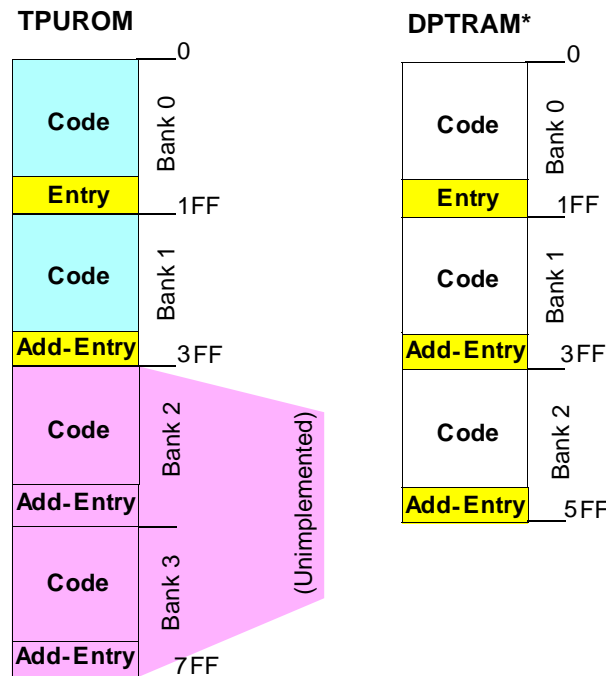 TPUROM
0
Code
Bank 0
Entry
1FF
Code
Bank 1
Add-Entry
3FF
Code
Bank 2
Add-Entry
(Unimplemented)
Code
Bank 3
Add-Entry
7FF
DPTRAM*
0
Code
Bank 0
Entry
1FF
Code
Bank 1
Add-Entry
3FF
Code
Bank 2
Add-Entry
5FF